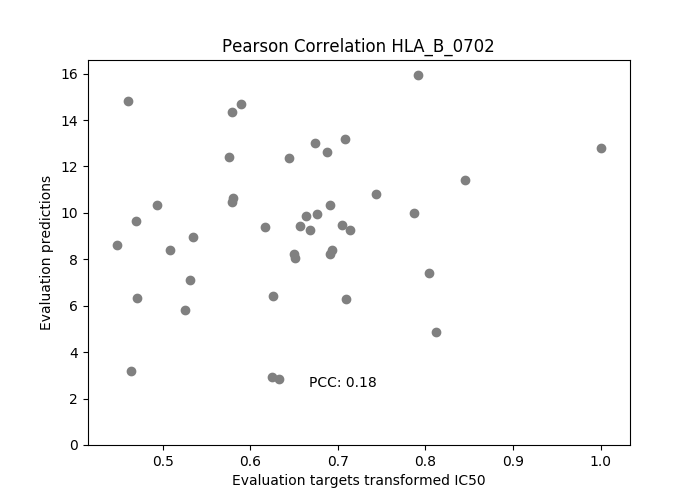 Pearson Correlation HLA_B_0702
16
14
12
10
8
6
4
2
0
Evaluation predictions
PCC: 0.18
0.5 0.6 0.7 0.8 0.9 1.0
Evaluation targets transformed IC50